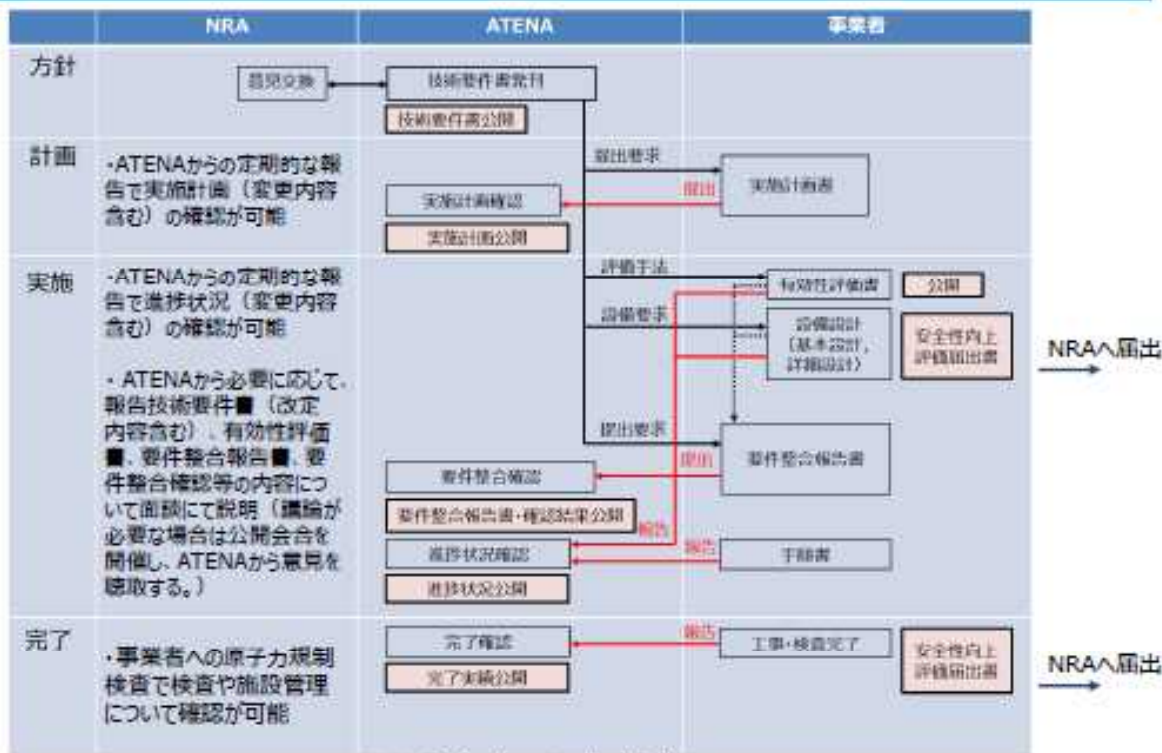 NRA
ATENA
事業者
方針
意見交換
技術要件書発刊
技術要件書公開
計画
・ATENAからの定期的な報
告で実施計画（変更内容
含む）の確認が可能
提出要求
実施計画書
提出
実施計画確認
実施計画公開
実施
・ATENAからの定期的な報
告で進捗状況（変更内容
含む）の確認が可能
・ATENAから必要に応じて、
報告技術要件■（改定
内容含む）、有効性評価
■、要件整合報告■、要
件整合確認等の内容につ
いて面談にて説明（議論が
必要な場合は公開会合を
開催し、ATENAから意見を
聴取する。）
評価手法
有効性評価書
公開
設備要求
設備設計
（基本設計，
詳細設計）
安全性向上
評価届出書
NRAへ届出
提出要求
要件整合報告書
提出
要件整合確認
要件整合報告書・確認結果公開
報告
進捗状況確認
報告
手順書
進捗状況公開
完了
・事業者への原子力規制
検査で検査や施設管理
について確認が可能
完了確認
報告
工事・検査完了
完了実績公開
安全性向上
評価届出書
NRAへ届出